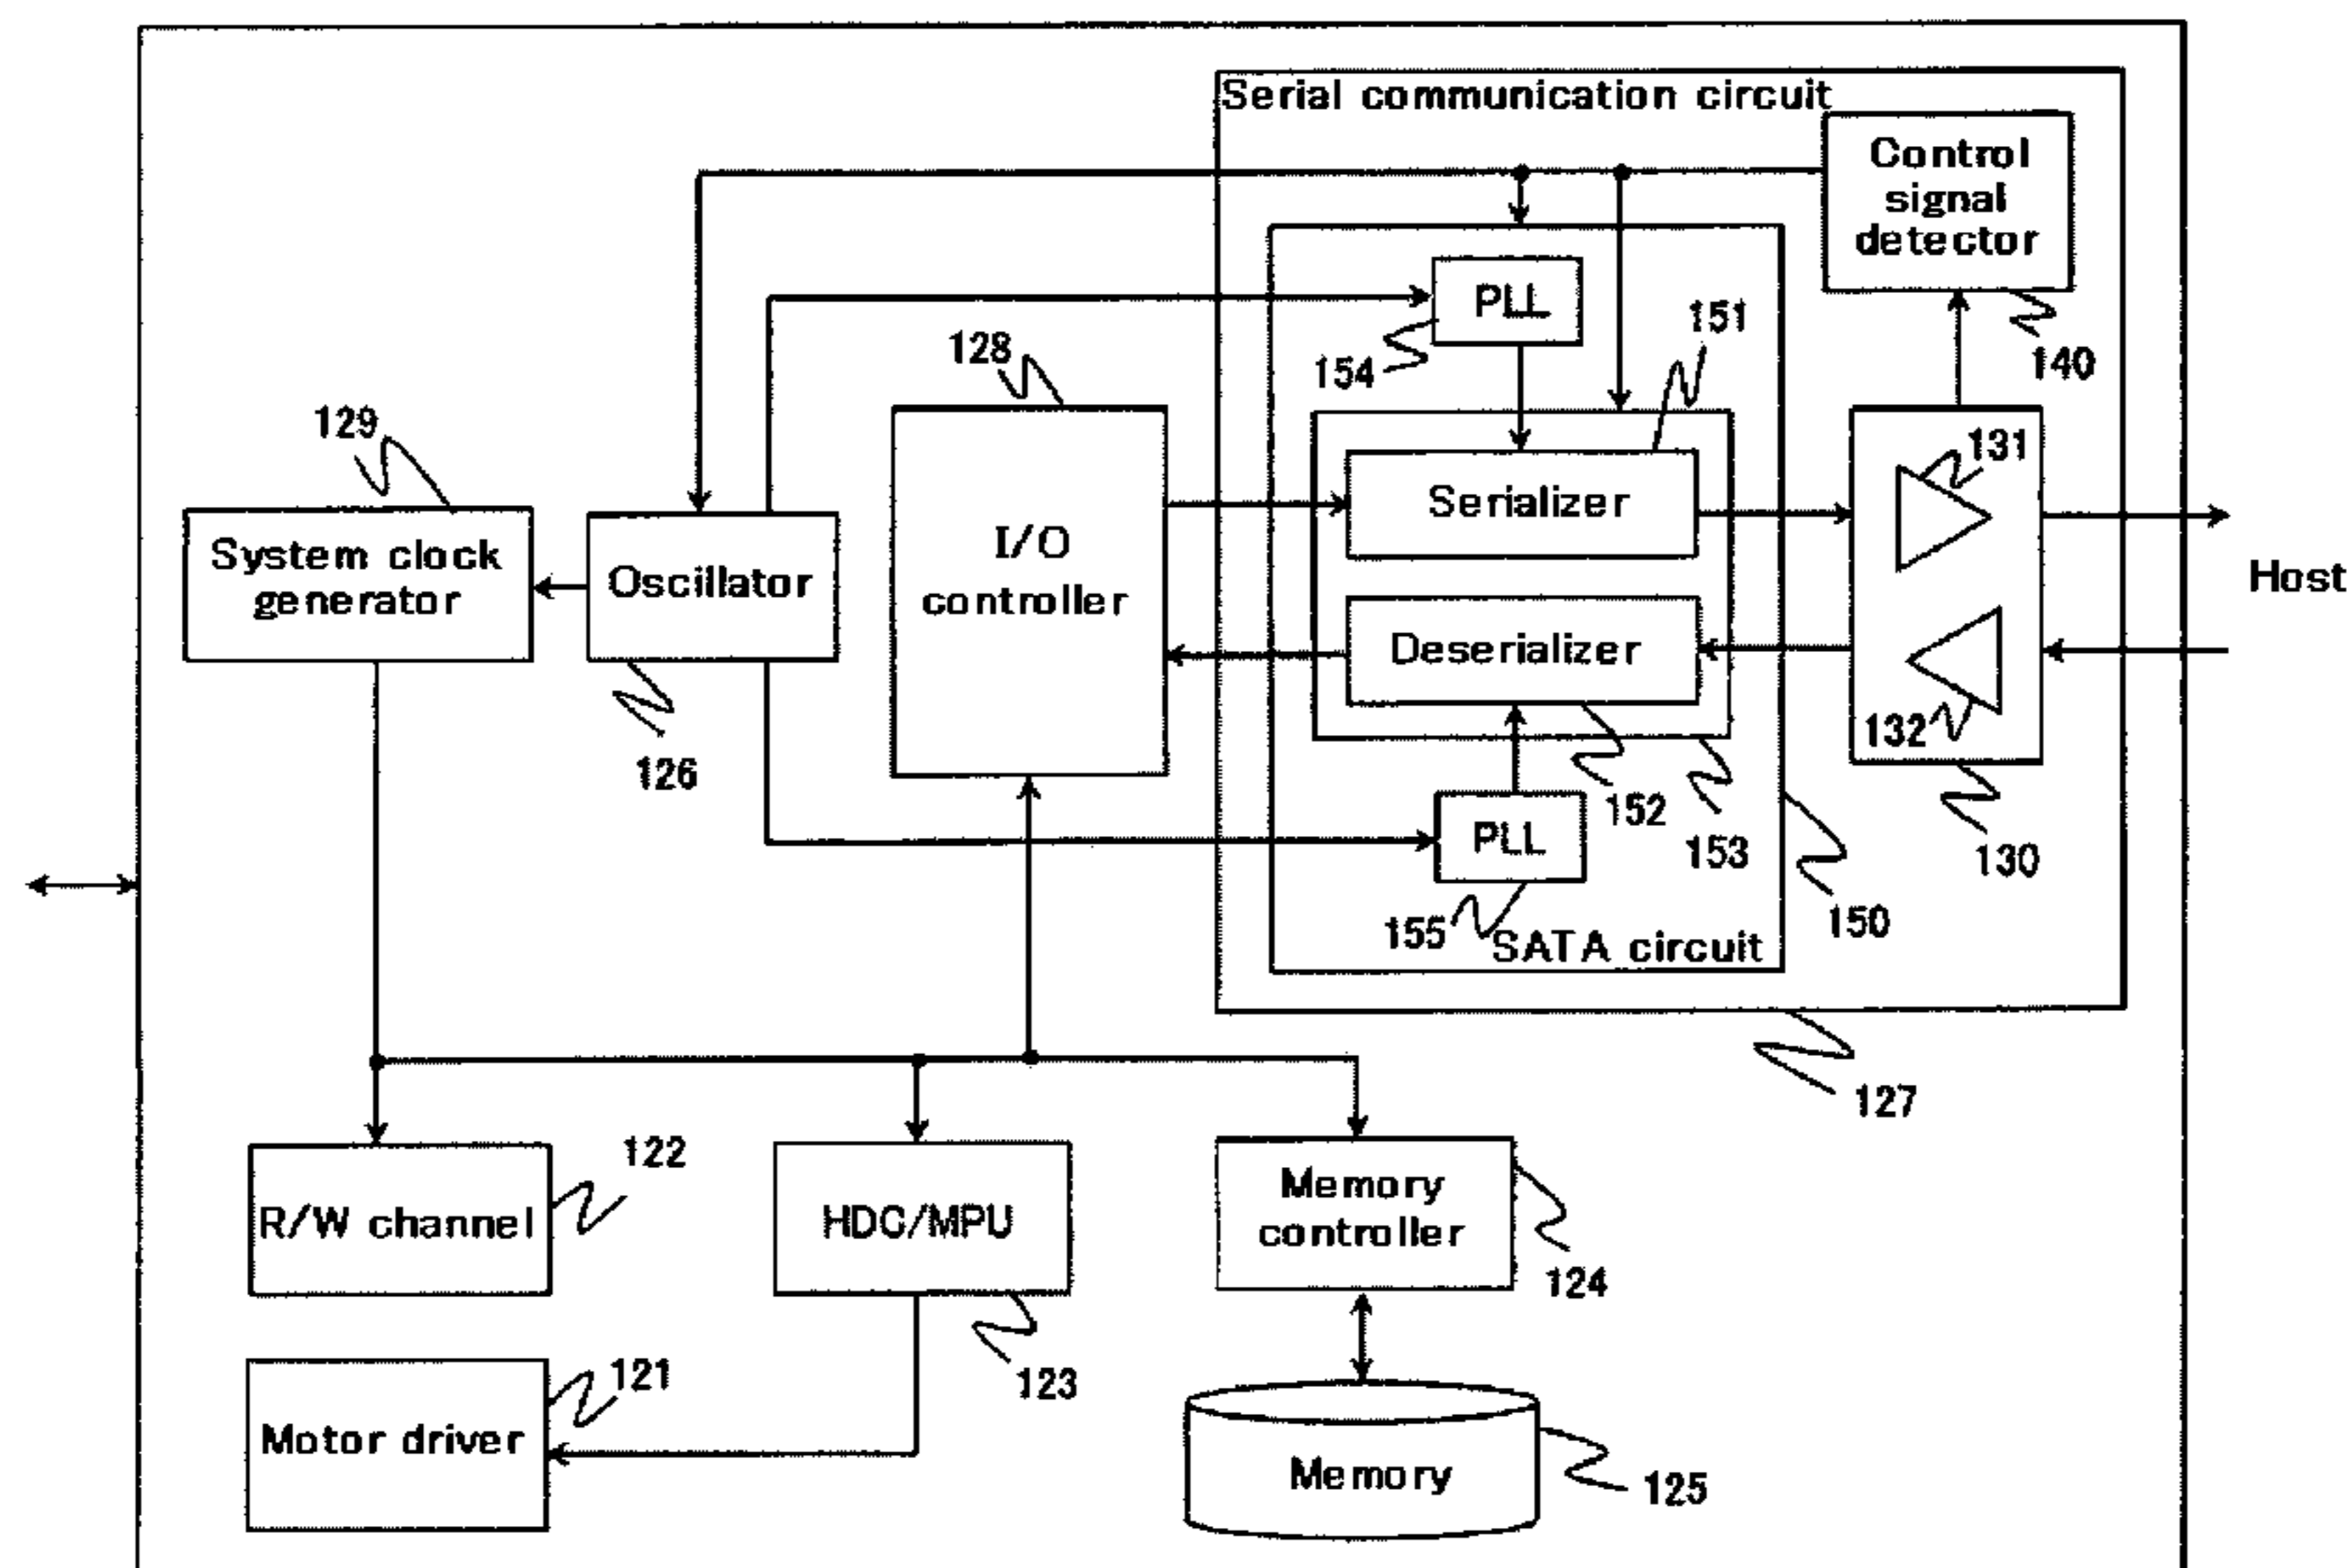 Serial communication circuit
Control
signal
detector
140
PLL
154
151
128
129
131
System clock
generator
Oscillator
I/O
controller
Serializer
Deserializer
Host
132
126
152
153
130
PLL
155
150
SATA circuit
127
122
R/W channel
HDC/MPU
Memory
controller
124
123
121
Motor driver
Memory
125